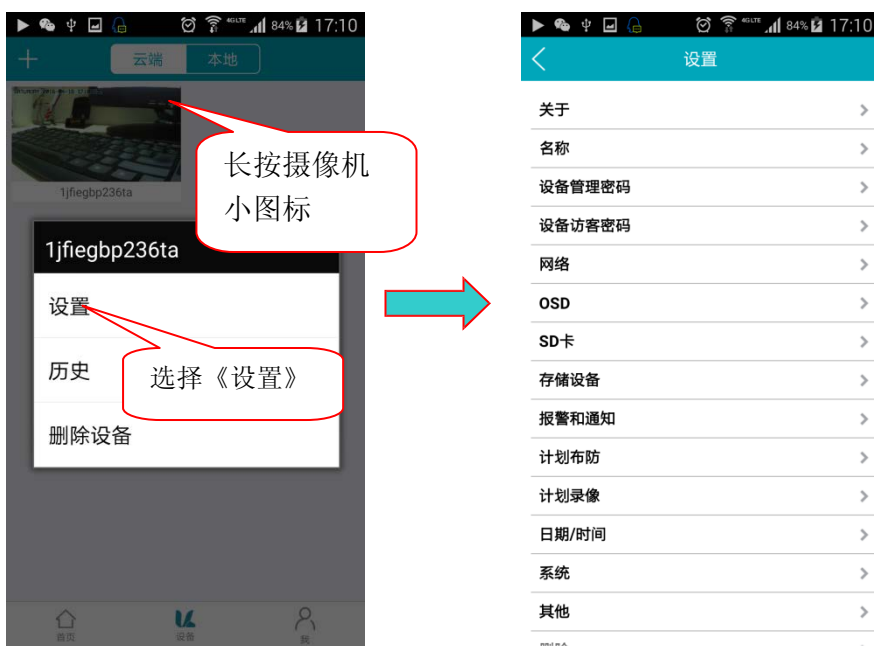 84% 17:10
云端 本地
1jfiegbp236ta
长按摄像机
小图标
1jfiegbp236ta
设置
历史
选择《设置》
删除设备
首页 设备 我
84% 17:10
设置
关于
名称
设备管理密码
设备访客密码
网络
OSD
SD卡
存储设备
报警和通知
计划布防
计划录像
日期/时间
系统
其他